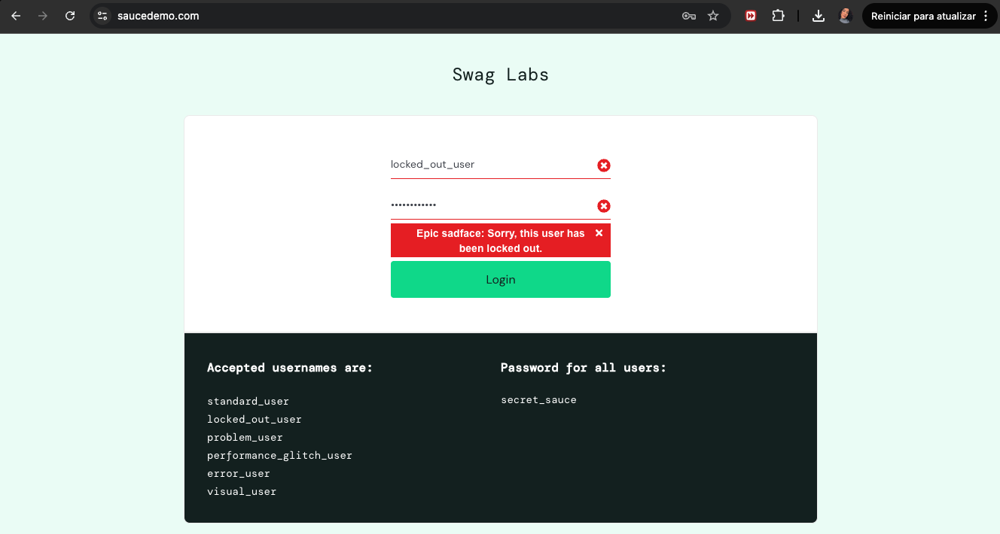 saucedemo.com
Reiniciar para atualizar
Swag Labs
locked_out_user
••••••••••••
Epic sadface: Sorry, this user has
been locked out.
Login
Accepted usernames are:
standard_user
locked_out_user
problem_user
performance_glitch_user
error_user
visual_user
Password for all users:
secret_sauce